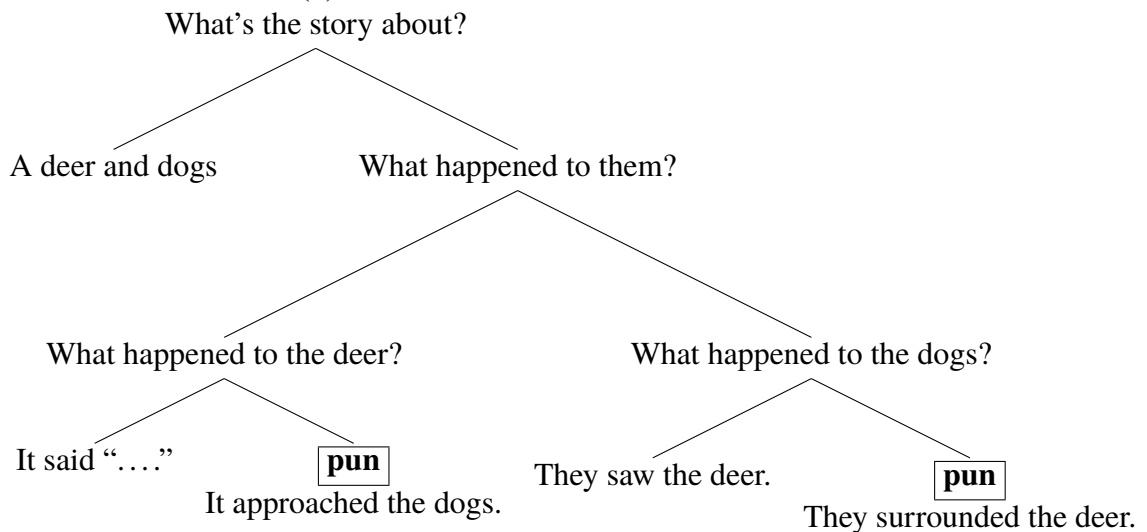 What's the story about?
A deer and dogs
What happened to them?
What happened to the deer?
What happened to the dogs?
It said “....”
pun
It approached the dogs.
They saw the deer.
pun
They surrounded the deer.